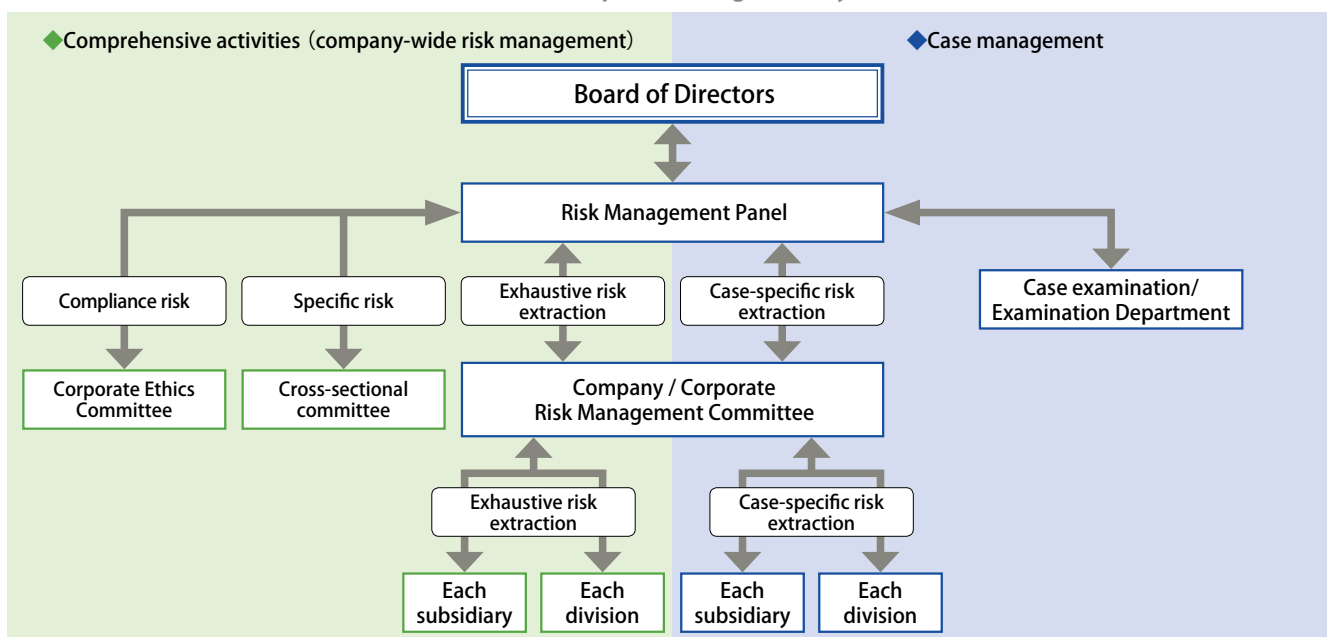 ◆Comprehensive activities (company-wide risk management)
◆Case management
Board of Directors
Risk Management Panel
Compliance risk
Specific risk
Exhaustive risk
extraction
Case-specific risk
extraction
Case examination/
Examination Department
Corporate Ethics
Committee
Cross-sectional
committee
Company / Corporate
Risk Management Committee
Exhaustive risk
extraction
Case-specific risk
extraction
Each
subsidiary
Each
division
Each
subsidiary
Each
division